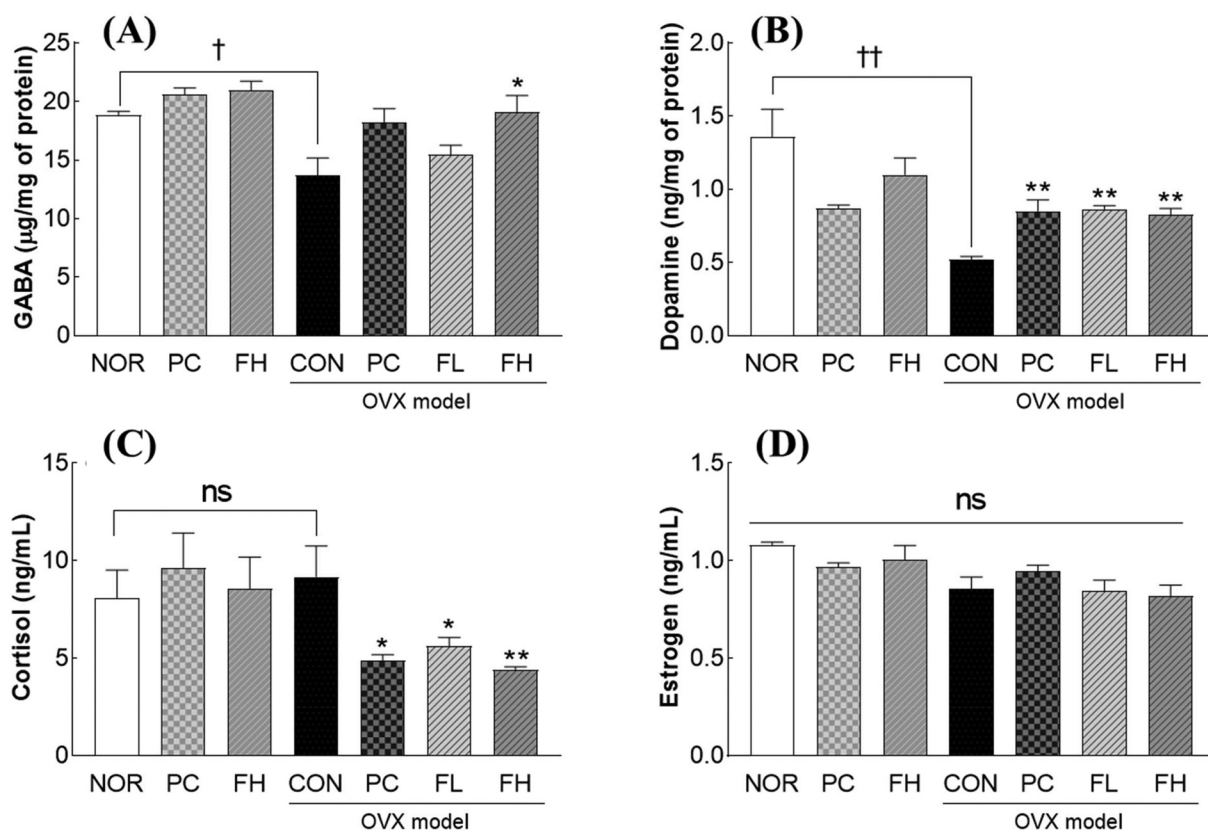 (A)
GABA (µg/mg of protein)
25
20
15
10
5
0
†
*
NOR PC FH CON PC FL FH
OVX model
(B)
Dopamine (ng/mg of protein)
2.0
1.5
1.0
0.5
0.0
††
** ** **
NOR PC FH CON PC FL FH
OVX model
(C)
Cortisol (ng/mL)
15
10
5
0
ns
* * **
NOR PC FH CON PC FL FH
OVX model
(D)
Estrogen (ng/mL)
1.5
1.0
0.5
0.0
ns
NOR PC FH CON PC FL FH
OVX model